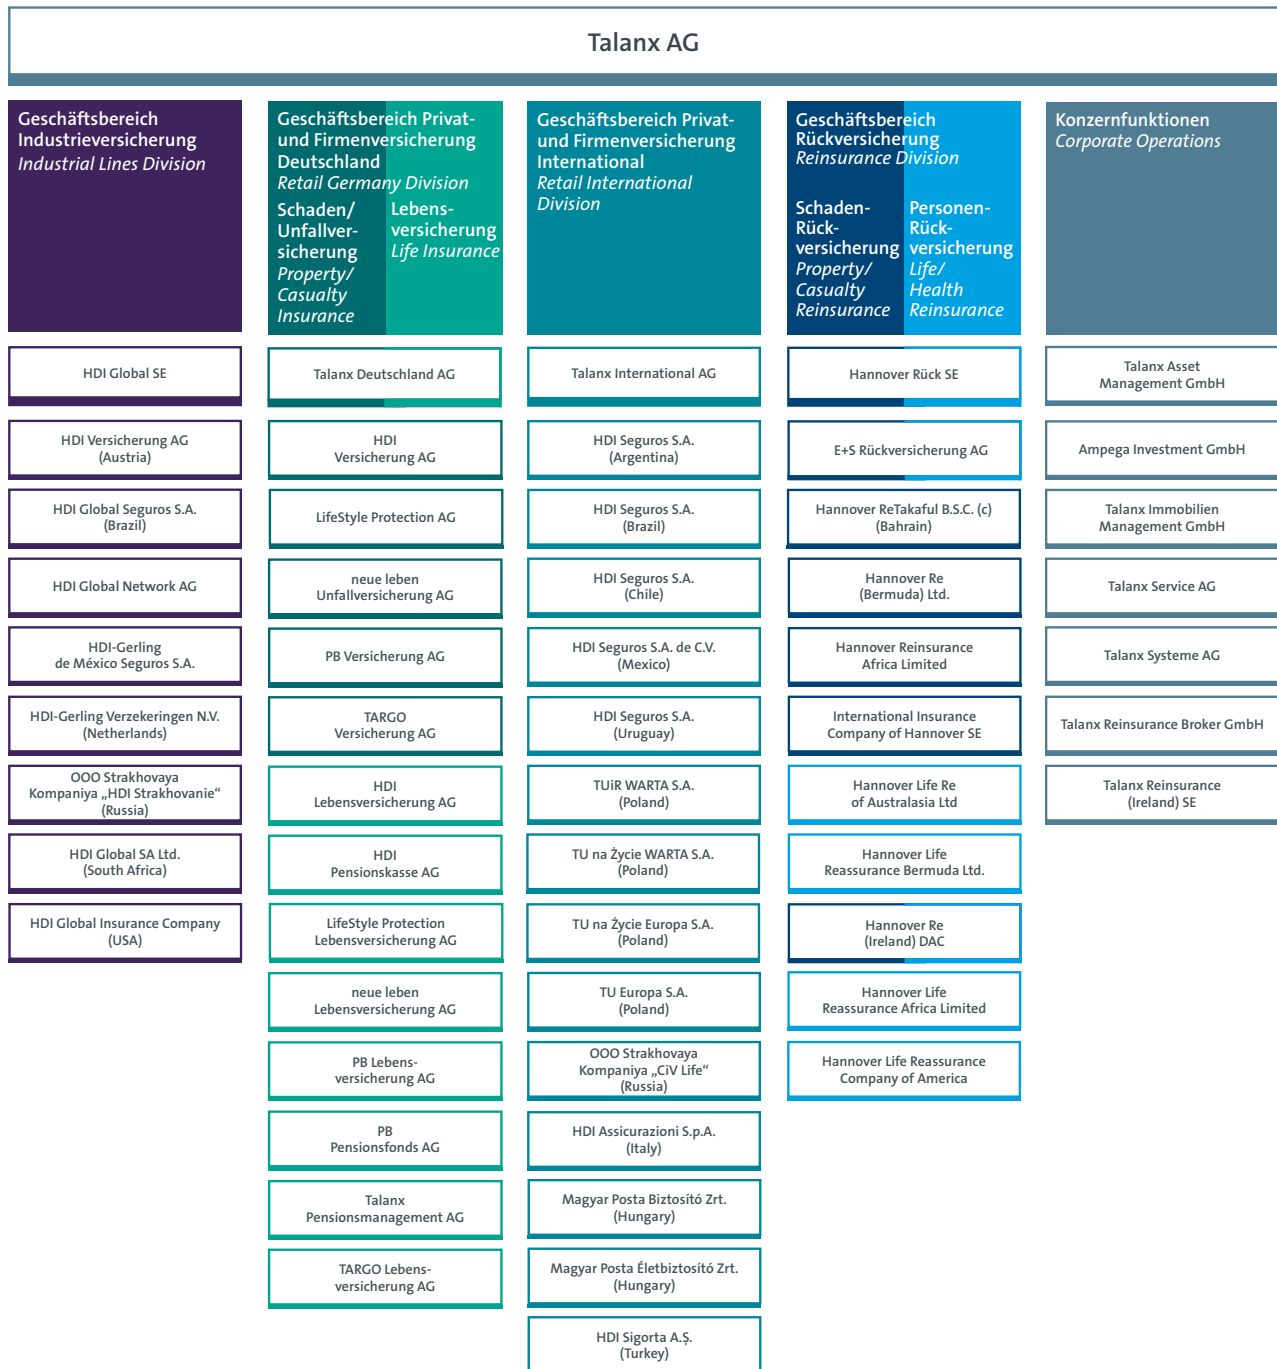 Talanx AG
Geschäftsbereich
Industrieversicherung
Industrial Lines Division
HDI Global SE
HDI Versicherung AG
(Austria)
HDI Global Seguros S.A.
(Brazil)
HDI Global Network AG
HDI-Gerling
de México Seguros S.A.
HDI-Gerling Verzekeringen N.V.
(Netherlands)
OOO Strakhovaya
Kompaniya „HDI Strakhovanie“
(Russia)
HDI Global SA Ltd.
(South Africa)
HDI Global Insurance Company
(USA)
Geschäftsbereich Privat-
und Firmenversicherung
Deutschland
Retail Germany Division
Schaden/
Unfallver-
sicherung
Property/
Casualty
Insurance
Lebens-
versicherung
Life Insurance
Talanx Deutschland AG
HDI
Versicherung AG
LifeStyle Protection AG
neue leben
Unfallversicherung AG
PB Versicherung AG
TARGO
Versicherung AG
HDI
Lebensversicherung AG
HDI
Pensionskasse AG
LifeStyle Protection
Lebensversicherung AG
neue leben
Lebensversicherung AG
PB Lebens-
versicherung AG
PB
Pensionsfonds AG
Talanx
Pensionsmanagement AG
TARGO Lebens-
versicherung AG
Geschäftsbereich Privat-
und Firmenversicherung
International
Retail International
Division
Talanx International AG
HDI Seguros S.A.
(Argentina)
HDI Seguros S.A.
(Brazil)
HDI Seguros S.A.
(Chile)
HDI Seguros S.A. de C.V.
(Mexico)
HDI Seguros S.A.
(Uruguay)
TUiR WARTA S.A.
(Poland)
TU na Życie WARTA S.A.
(Poland)
TU na Życie Europa S.A.
(Poland)
TU Europa S.A.
(Poland)
OOO Strakhovaya
Kompaniya „CiV Life“
(Russia)
HDI Assicurazioni S.p.A.
(Italy)
Magyar Posta Biztosító Zrt.
(Hungary)
Magyar Posta Életbiztosító Zrt.
(Hungary)
HDI Sigorta A.Ş.
(Turkey)
Geschäftsbereich
Rückversicherung
Reinsurance Division
Schaden-
Rück-
versicherung
Property/
Casualty
Reinsurance
Personen-
Rück-
versicherung
Life/
Health
Reinsurance
Hannover Rück SE
E+S Rückversicherung AG
Hannover ReTakaful B.S.C. (c)
(Bahrain)
Hannover Re
(Bermuda) Ltd.
Hannover Reinsurance
Africa Limited
International Insurance
Company of Hannover SE
Hannover Life Re
of Australasia Ltd
Hannover Life
Reassurance Bermuda Ltd.
Hannover Re
(Ireland) DAC
Hannover Life
Reassurance Africa Limited
Hannover Life Reassurance
Company of America
Konzernfunktionen
Corporate Operations
Talanx Asset
Management GmbH
Ampega Investment GmbH
Talanx Immobilien
Management GmbH
Talanx Service AG
Talanx Systeme AG
Talanx Reinsurance Broker GmbH
Talanx Reinsurance
(Ireland) SE